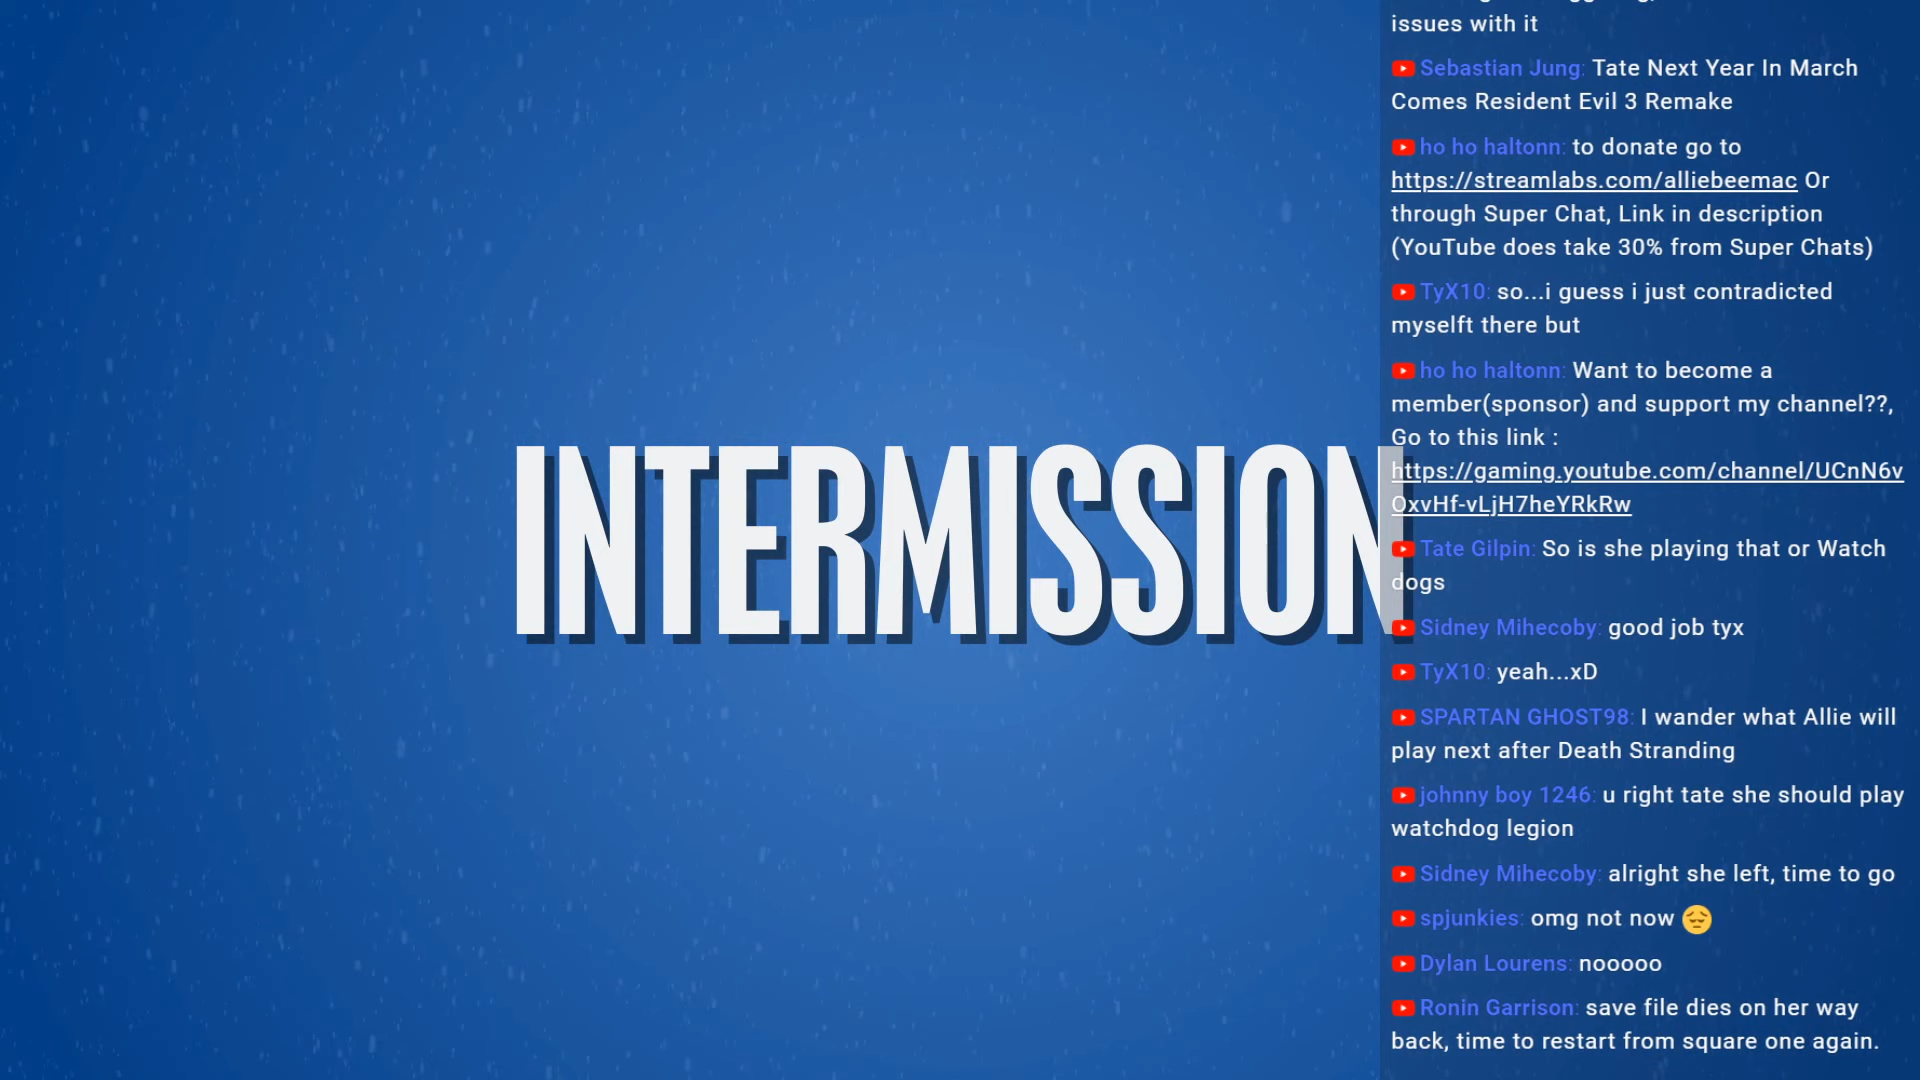 issues with it
Sebastian Jung: Tate Next Year In March
Comes Resident Evil 3 Remake
ho ho haltonn: to donate go to
https://streamlabs.com/alliebeemac Or
through Super Chat, Link in description
(YouTube does take 30% from Super Chats)
TyX10: so...i guess i just contradicted
myselft there but
ho ho haltonn: Want to become a
member(sponsor) and support my channel??,
Go to this link :
https://gaming.youtube.com/channel/UCnN6v
OxvHf-vLjH7heYRkRw
INTERMISSION
Tate Gilpin: So is she playing that or Watch
dogs
Sidney Mihecoby: good job tyx
TyX10: yeah...xD
SPARTAN GHOST98: I wander what Allie will
play next after Death Stranding
johnny boy 1246: u right tate she should play
watchdog legion
Sidney Mihecoby: alright she left, time to go
spjunkies: omg not now 😔
Dylan Lourens: nooooo
Ronin Garrison: save file dies on her way
back, time to restart from square one again.